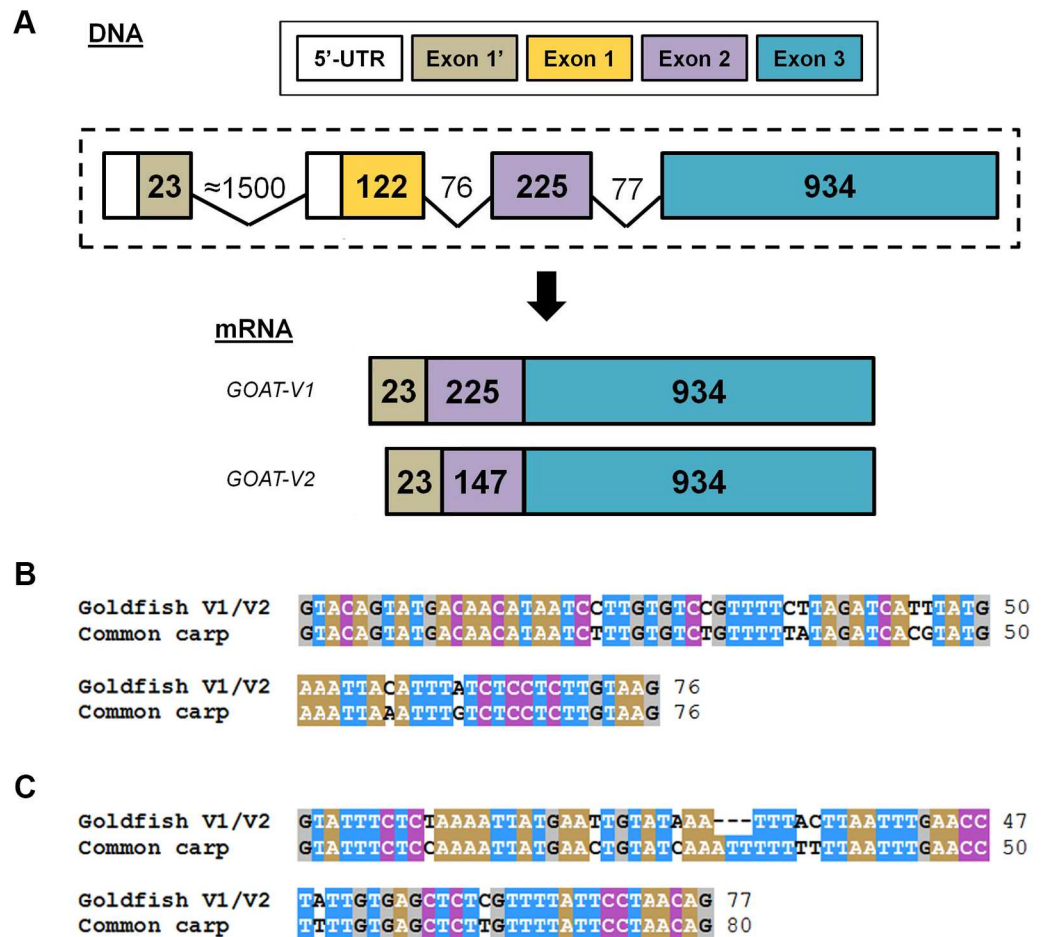 A
DNA
5'-UTR Exon 1' Exon 1 Exon 2 Exon 3
23 ≈1500 122 76 225 77 934
mRNA
GOAT-V1 23 225 934
GOAT-V2 23 147 934
B
Goldfish V1/V2 GTACAGTATGACAACATAATCCTTGTGTCCGTTTTCTTAGATCATTTATG 50
Common carp GTACAGTATGACAACATAATCTTTGTGTCTGTTTTTATAGATCACGTATG 50
Goldfish V1/V2 AAATTACATTTATCTCCTCTTGTAAG 76
Common carp AAATTAAATTTGTCTCCTCTTGTAAG 76
C
Goldfish V1/V2 GTATTTCTCTAAAATTATGAATTGTATAAA---TTTACTTAATTTGAACC 47
Common carp GTATTTCTCCAAAATTATGAACTGTATCAAATTTTTTTTTAATTTGAACC 50
Goldfish V1/V2 TATTGTGAGCTCTCGTTTTATTCCTAACAG 77
Common carp TTTTGTGAGCTCTTGTTTTATTCCTAACAG 80